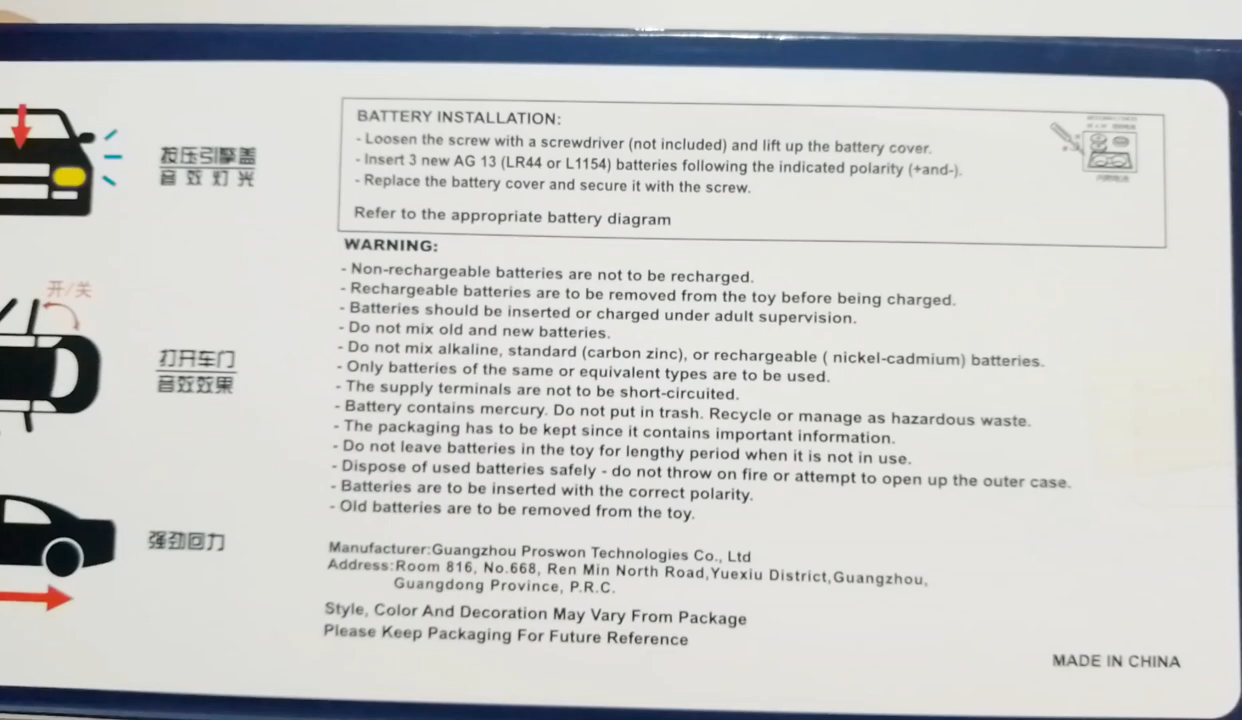 按压引擎盖
音效灯光
开/关
打开车门
音效效果
强劲回力
BATTERY INSTALLATION:
- Loosen the screw with a screwdriver (not included) and lift up the battery cover.
- Insert 3 new AG 13 (LR44 or L1154) batteries following the indicated polarity (+and-).
- Replace the battery cover and secure it with the screw.
Refer to the appropriate battery diagram
WARNING:
- Non-rechargeable batteries are not to be recharged.
- Rechargeable batteries are to be removed from the toy before being charged.
- Batteries should be inserted or charged under adult supervision.
- Do not mix old and new batteries.
- Do not mix alkaline, standard (carbon zinc), or rechargeable ( nickel-cadmium) batteries.
- Only batteries of the same or equivalent types are to be used.
- The supply terminals are not to be short-circuited.
- Battery contains mercury. Do not put in trash. Recycle or manage as hazardous waste.
- The packaging has to be kept since it contains important information.
- Do not leave batteries in the toy for lengthy period when it is not in use.
- Dispose of used batteries safely - do not throw on fire or attempt to open up the outer case.
- Batteries are to be inserted with the correct polarity.
- Old batteries are to be removed from the toy.
Manufacturer:Guangzhou Proswon Technologies Co., Ltd
Address:Room 816, No.668, Ren Min North Road,Yuexiu District,Guangzhou,
Guangdong Province, P.R.C.
Style, Color And Decoration May Vary From Package
Please Keep Packaging For Future Reference
MADE IN CHINA